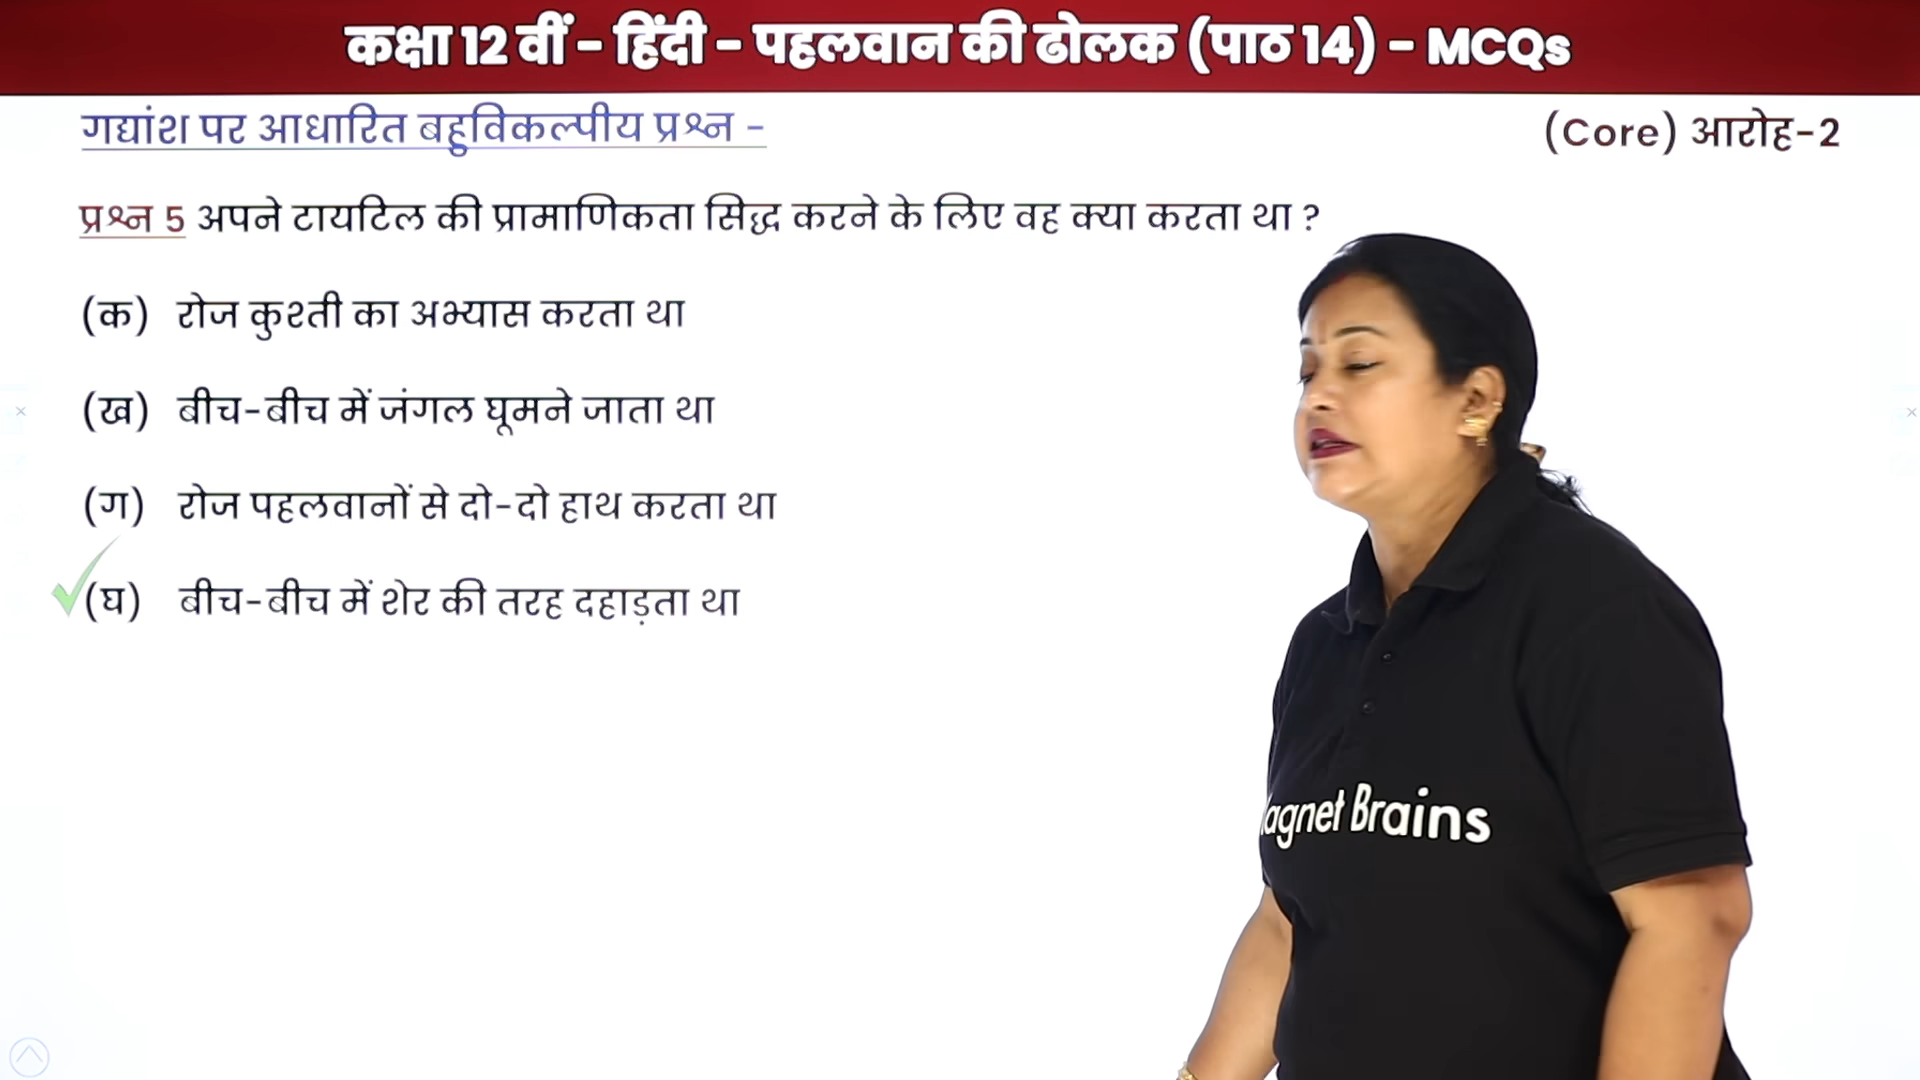 कक्षा 12 वीं – हिंदी – पहलवान की ढोलक (पाठ 14) – MCQs
गद्यांश पर आधारित बहुविकल्पीय प्रश्न –
(Core) आरोह-2
प्रश्न 5 अपने टायटिल की प्रामाणिकता सिद्ध करने के लिए वह क्या करता था ?
(क) रोज कुश्ती का अभ्यास करता था
(ख) बीच-बीच में जंगल घूमने जाता था
(ग) रोज पहलवानों से दो-दो हाथ करता था
(घ) बीच-बीच में शेर की तरह दहाड़ता था
agnet Brains